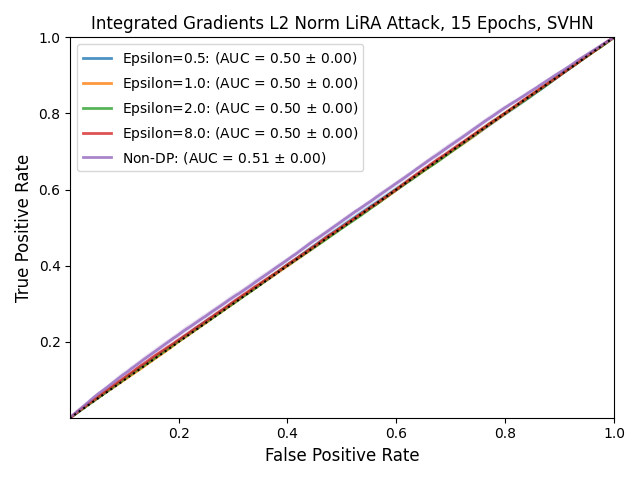 Integrated Gradients L2 Norm LiRA Attack, 15 Epochs, SVHN
1.0
0.8
0.6
0.4
0.2
True Positive Rate
Epsilon=0.5: (AUC = 0.50 ± 0.00)
Epsilon=1.0: (AUC = 0.50 ± 0.00)
Epsilon=2.0: (AUC = 0.50 ± 0.00)
Epsilon=8.0: (AUC = 0.50 ± 0.00)
Non-DP: (AUC = 0.51 ± 0.00)
0.2 0.4 0.6 0.8 1.0
False Positive Rate